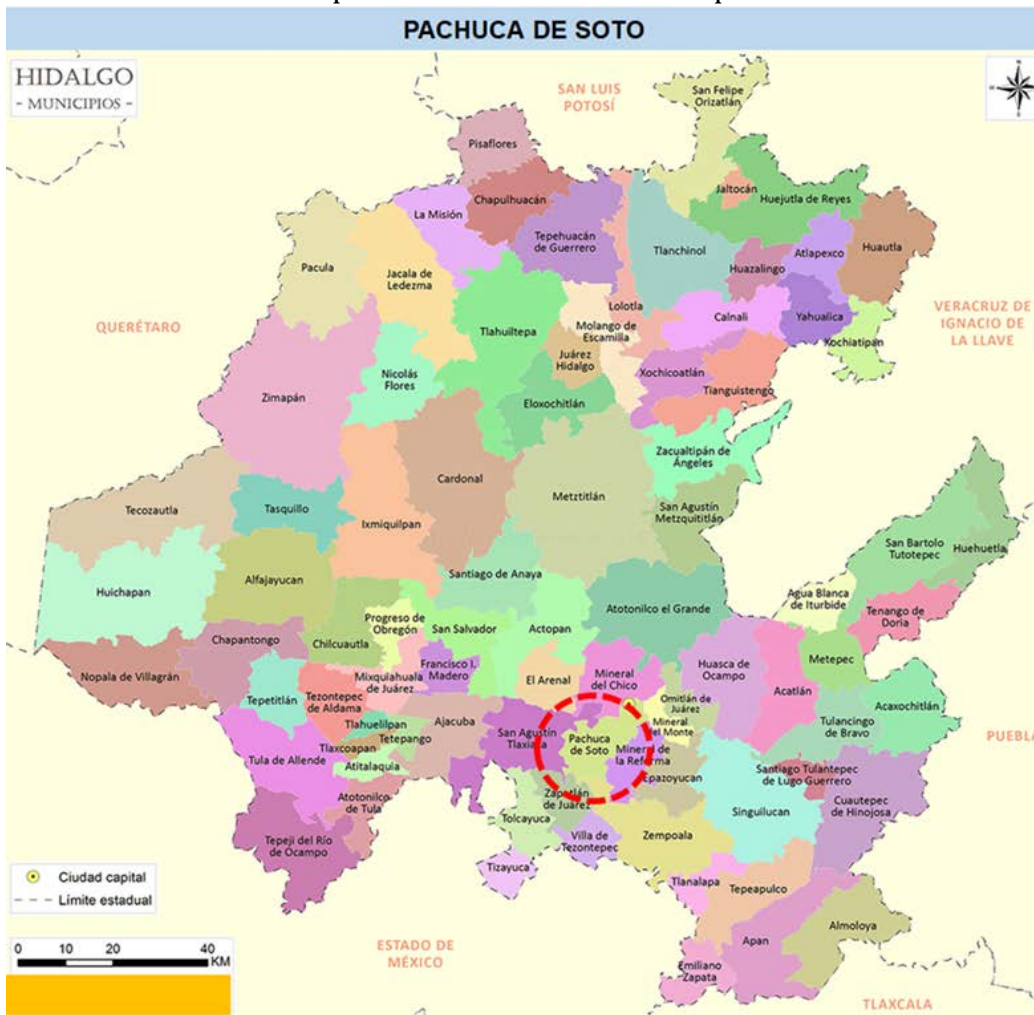 PACHUCA DE SOTO
HIDALGO
- MUNICIPIOS -
SAN LUIS
POTOSÍ
San Felipe
Orizatlán
Pisaflores
Chapulhuacán
La Misión
Jaltocán
Huejutla de Reyes
Tepehuacán
de Guerrero
Tlanchinol
Atlapexco
Huautla
Huazalingo
Pacula
Jacala de
Ledezma
Lolotla
Calnali
Yahualica
QUERÉTARO
VERACRUZ DE
IGNACIO DE
LA LLAVE
Tlahuiltepa
Molango de
Escamilla
Xochiatipan
Juárez
Hidalgo
Nicolás
Flores
Xochicoatlán
Tianguistengo
Zimapán
Eloxochitlán
Zacualtipán de
Ángeles
Cardonal
Metztitlán
Tecozautla
Tasquillo
Ixmiquilpan
San Agustín
Metzquititlán
San Bartolo
Tutotepec
Huehuetla
Huichapan
Alfajayucan
Santiago de Anaya
Agua Blanca
de Iturbide
Atotonilco el Grande
Tenango de
Doria
Progreso de
Obregón
San Salvador
Actopan
Chapantongo
Chilcuautla
Metepec
Nopala de Villagrán
Mixquiahuala
de Juárez
Francisco I.
Madero
El Arenal
Mineral
del Chico
Huasca de
Ocampo
Acatlán
Tepetitlán
Tezontepec
de Aldama
Omitlán de
Juárez
Acaxochitlán
Tlahuelilpan
Ajacuba
Tulancingo
de Bravo
Tetepango
San Agustín
Tlaxiaca
Pachuca
de Soto
Mineral
del Monte
PUEBLA
Tula de Allende
Tlaxcoapan
Atitalaquia
Mineral de
la Reforma
Epazoyucan
Santiago Tulantepec
de Lugo Guerrero
Zapotlán
de Juárez
Cuautepec
de Hinojosa
Atotonilco
de Tula
Singuilucan
Tolcayuca
Tepeji del Río
de Ocampo
Villa de
Tezontepec
Zempoala
Tizayuca
Tlanalapa
Tepeapulco
Ciudad capital
Límite estadual
Almoloya
Apan
ESTADO DE
MÉXICO
0 10 20 40
KM
Emiliano
Zapata
TLAXCALA